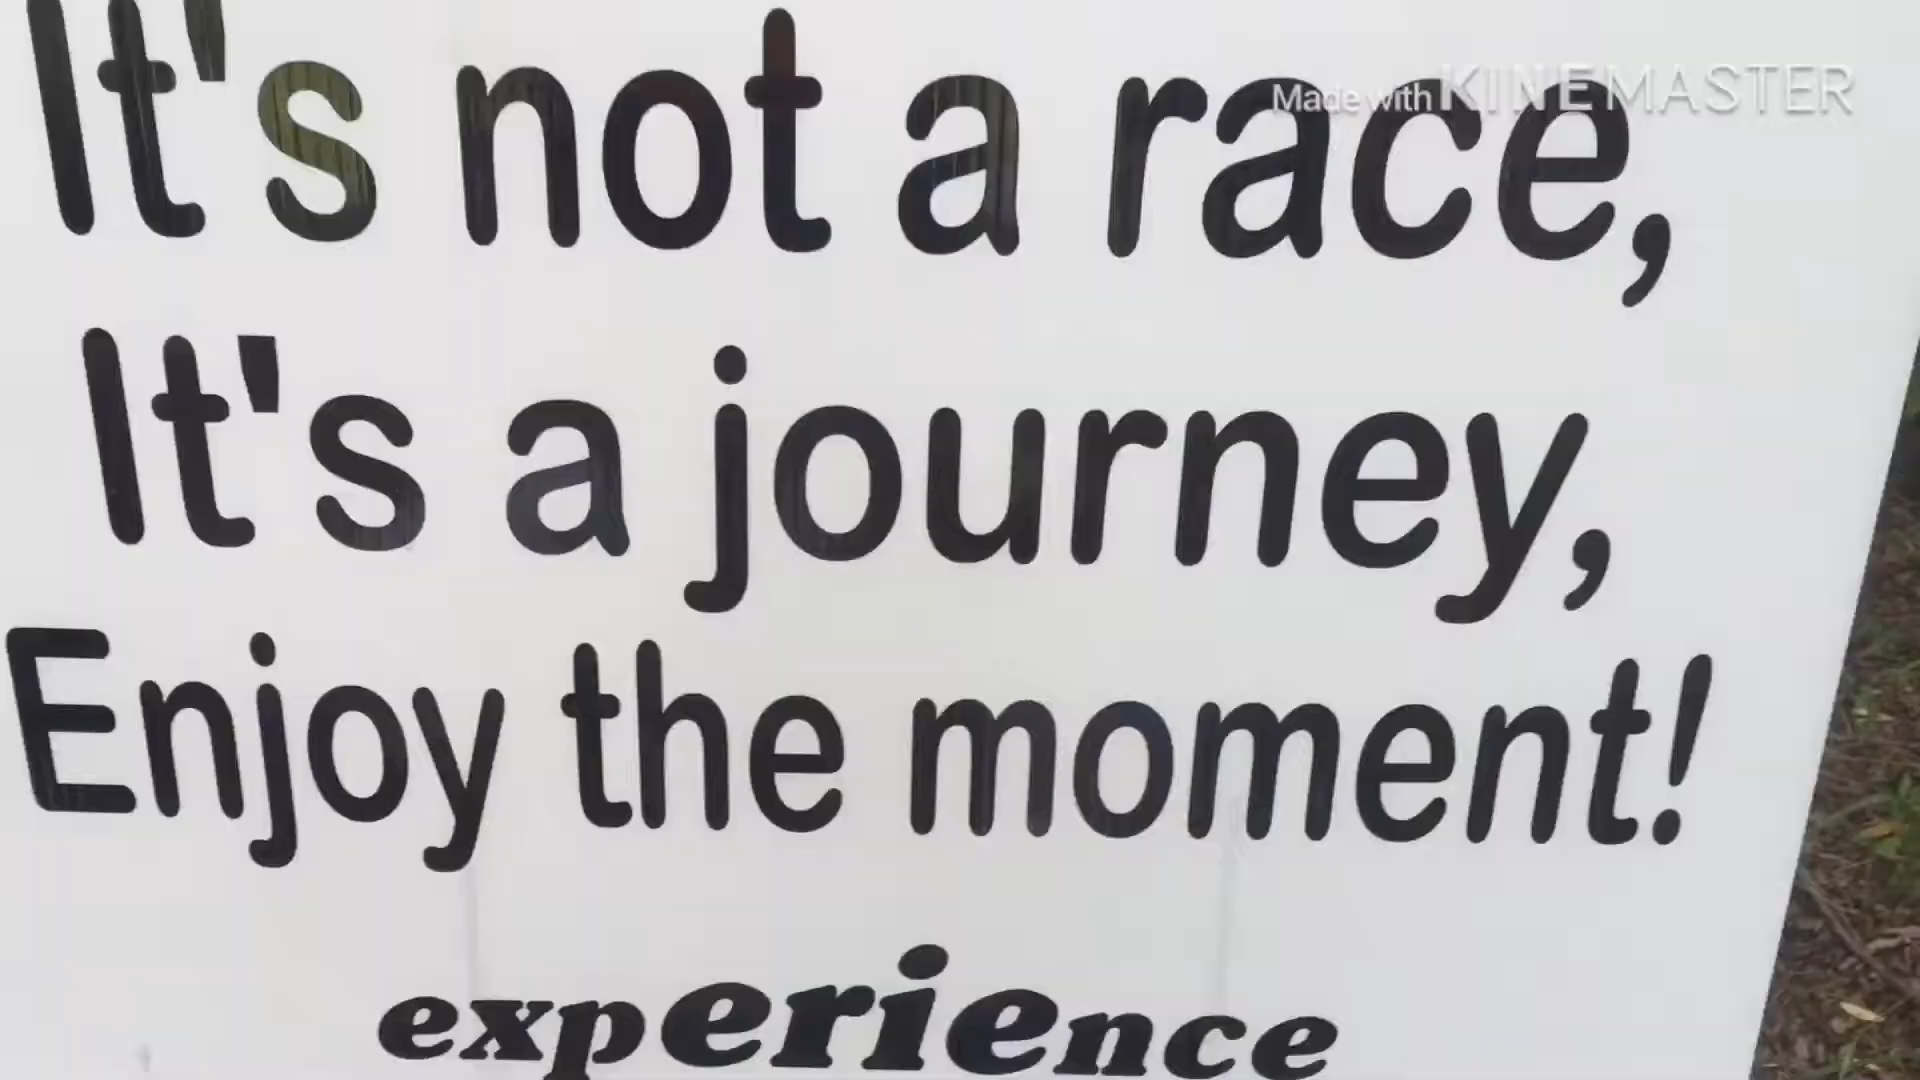 It's not a race,
Made with KINEMASTER
It's a journey,
Enjoy the moment!
experience